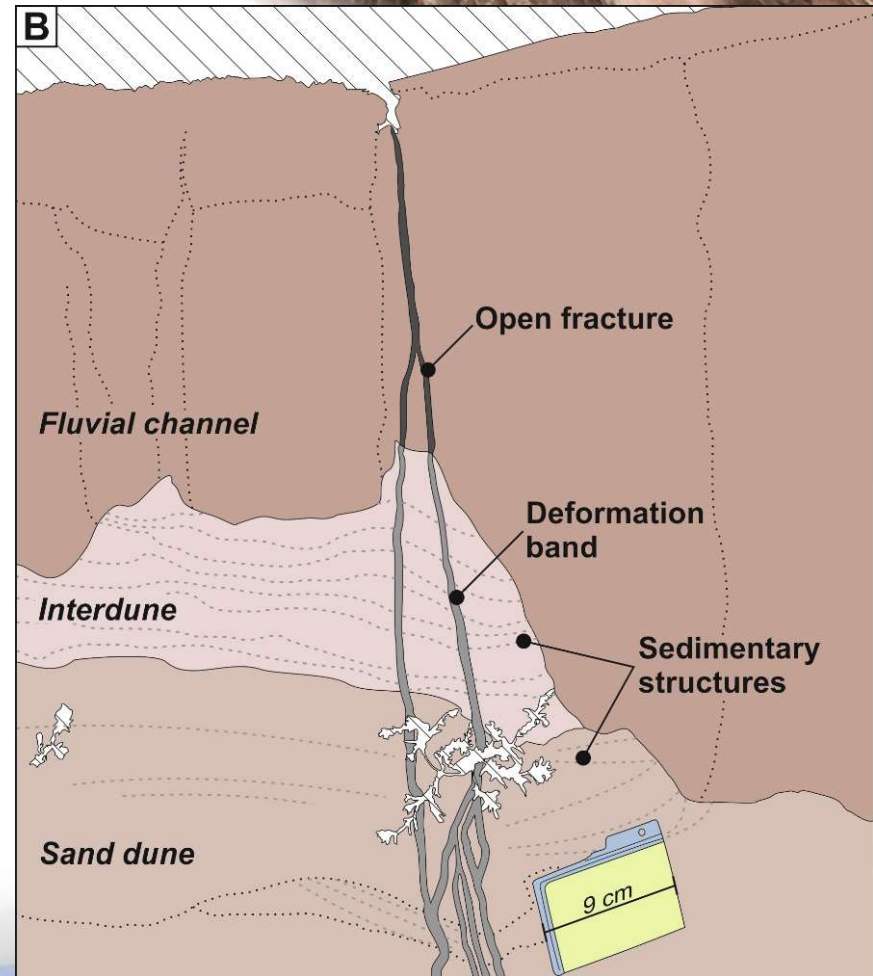 B
Open fracture
Fluvial channel
Deformation
band
Interdune
Sedimentary
structures
Sand dune
9 cm